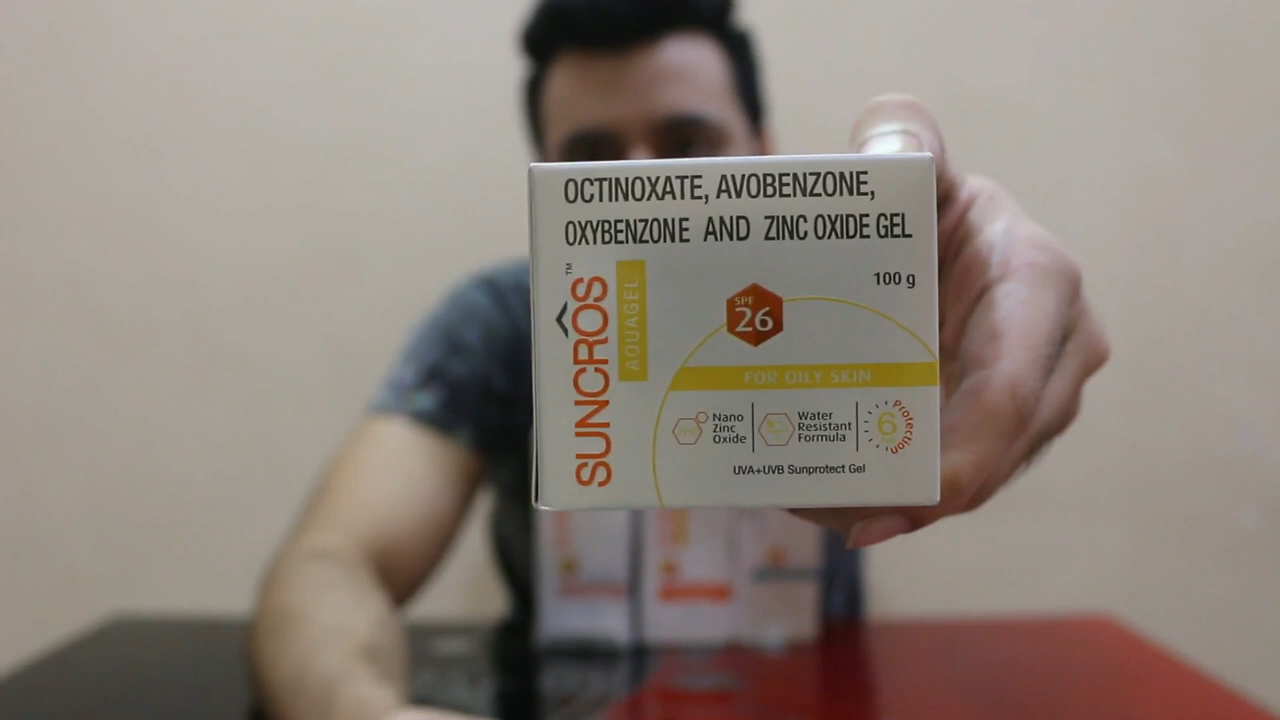 OCTINOXATE, AVOBENZONE,
OXYBENZONE AND ZINC OXIDE GEL
100 g
SUNCROS™
AQUAGEL
SPF
26
FOR OILY SKIN
Nano
Zinc
Oxide
Water
Resistant
Formula
6
Protection
UVA+UVB Sunprotect Gel